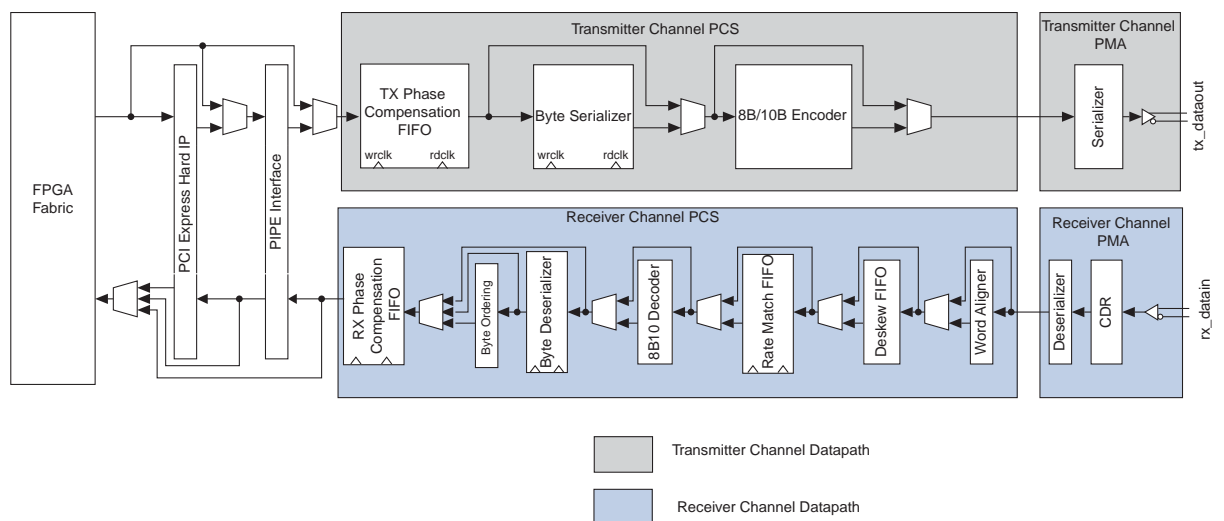 Transmitter Channel PCS
Transmitter Channel
PMA
TX Phase
Compensation
FIFO
wrclk
rdclk
Byte Serializer
wrclk
rdclk
8B/10B Encoder
Serializer
tx_dataout
FPGA
Fabric
PCI Express Hard IP
PIPE Interface
Receiver Channel PCS
Receiver Channel
PMA
RX Phase
Compensation
FIFO
Byte Ordering
Byte Deserializer
8B10 Decoder
Rate Match FIFO
Deskew FIFO
Word Aligner
Deserializer
CDR
rx_datain
Transmitter Channel Datapath
Receiver Channel Datapath